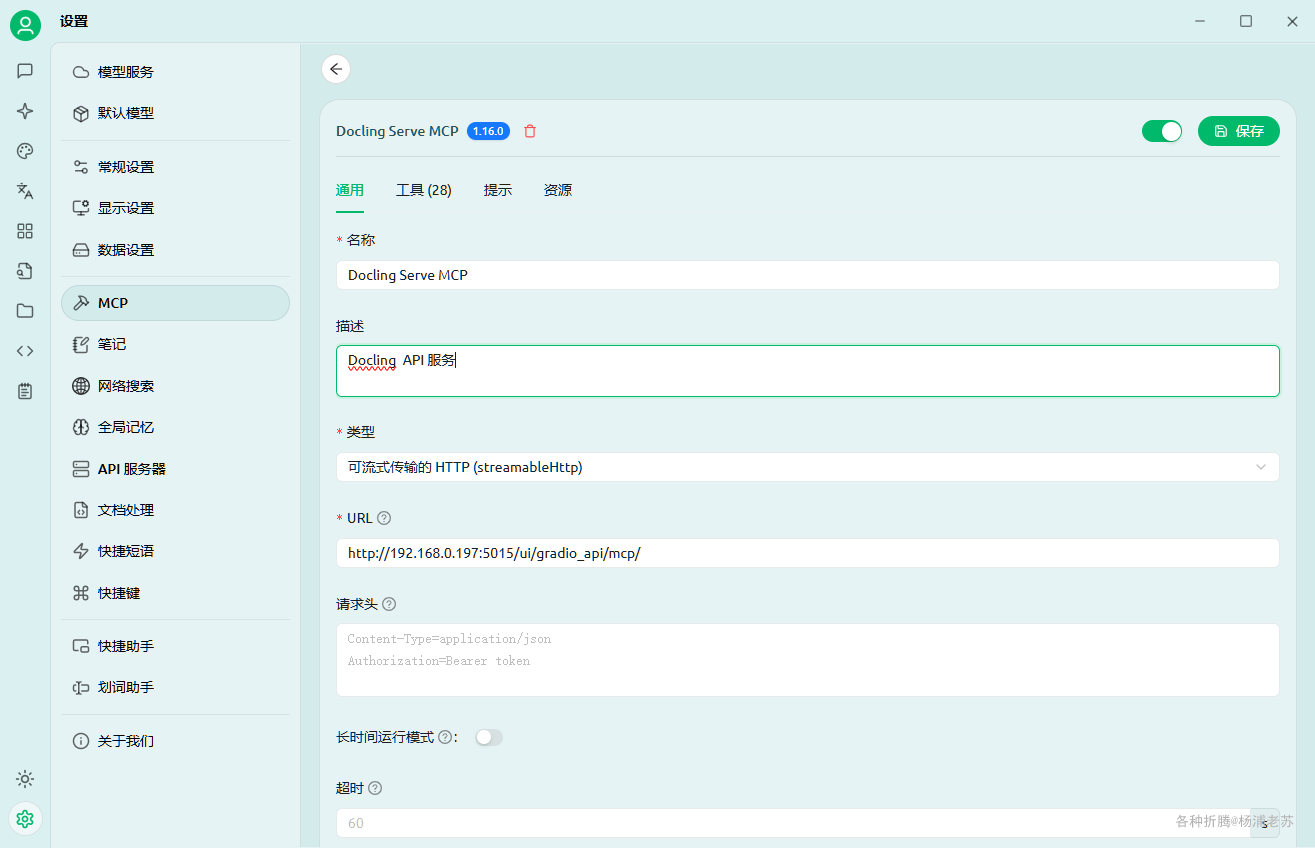 设置
模型服务
默认模型
常规设置
显示设置
数据设置
MCP
笔记
网络搜索
全局记忆
API 服务器
文档处理
快捷短语
快捷键
快捷助手
划词助手
关于我们
Docling Serve MCP 1.16.0
保存
通用 工具 (28) 提示 资源
* 名称
Docling Serve MCP
描述
Docling API 服务
* 类型
可流式传输的 HTTP (streamableHttp)
* URL
http://192.168.0.197:5015/ui/gradio_api/mcp/
请求头
Content-Type=application/json
Authorization=Bearer token
长时间运行模式 :
超时
60 s
各种折腾@杨浦老苏